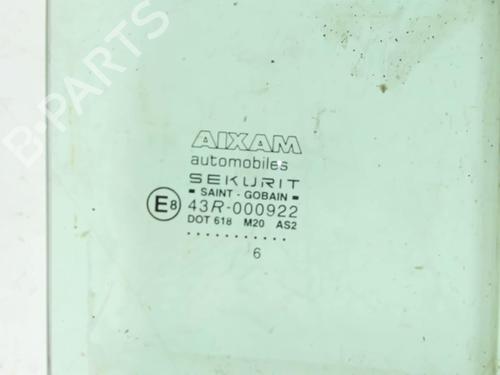 AIXAM
automobiles
SEKURIT
SAINT - GOBAIN
E8 43R-000922
DOT 618 M20 AS2
6
B-PARTS